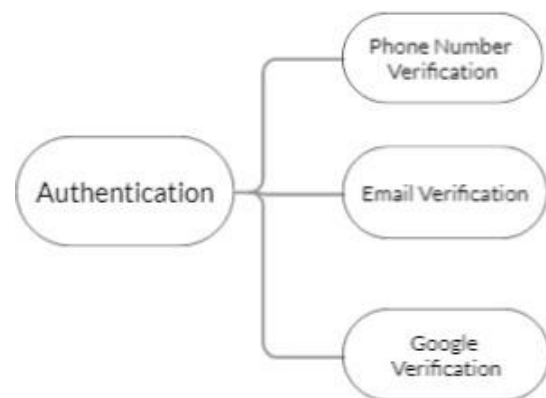 Phone Number
Verification
Authentication
Email Verification
Google
Verification